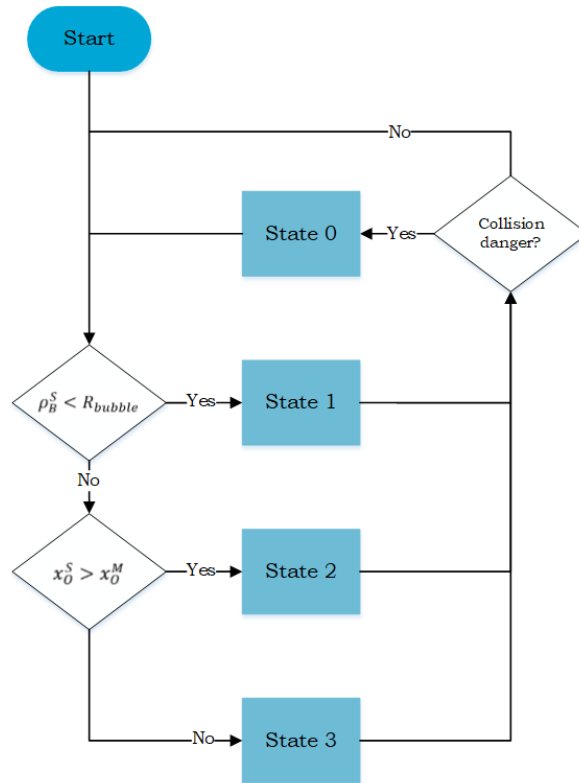 Start
No
State 0
Yes
Collision
danger?
ρ_B^S < R_bubble
Yes
State 1
No
x_O^S > x_O^M
Yes
State 2
No
State 3